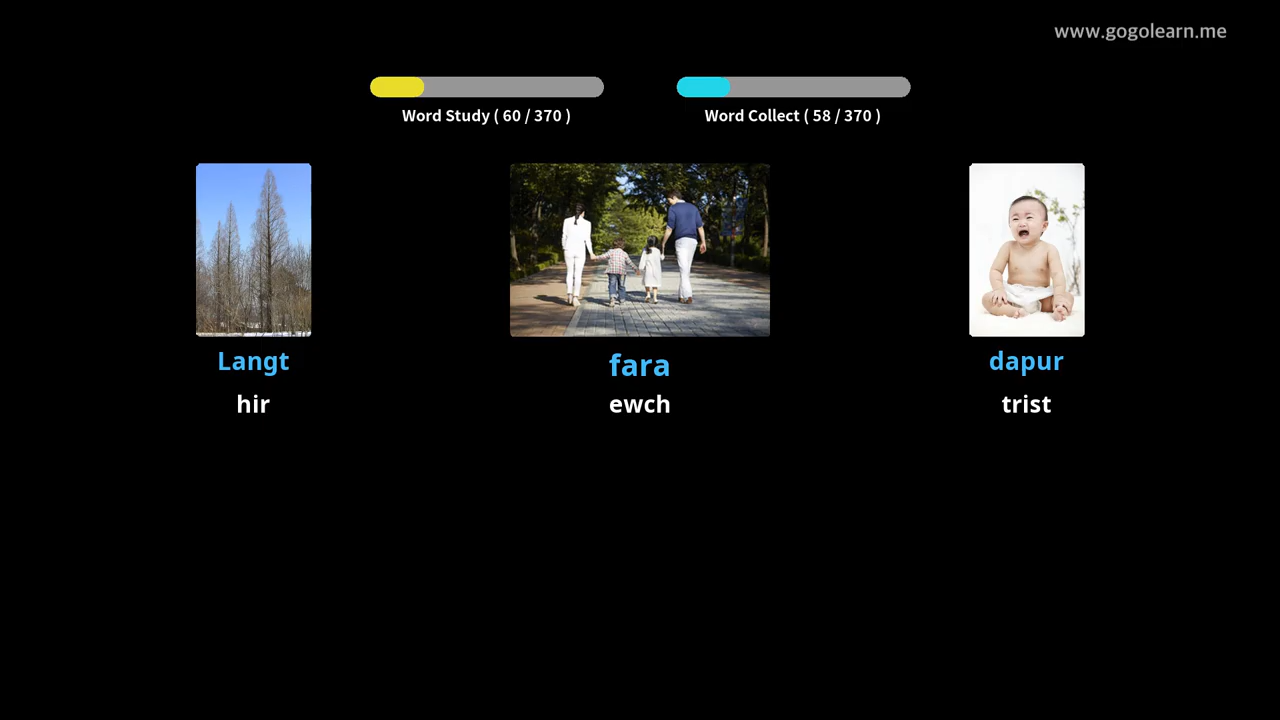 www.gogolearn.me
Word Study ( 60 / 370 )
Word Collect ( 58 / 370 )
Langt
hir
fara
ewch
dapur
trist